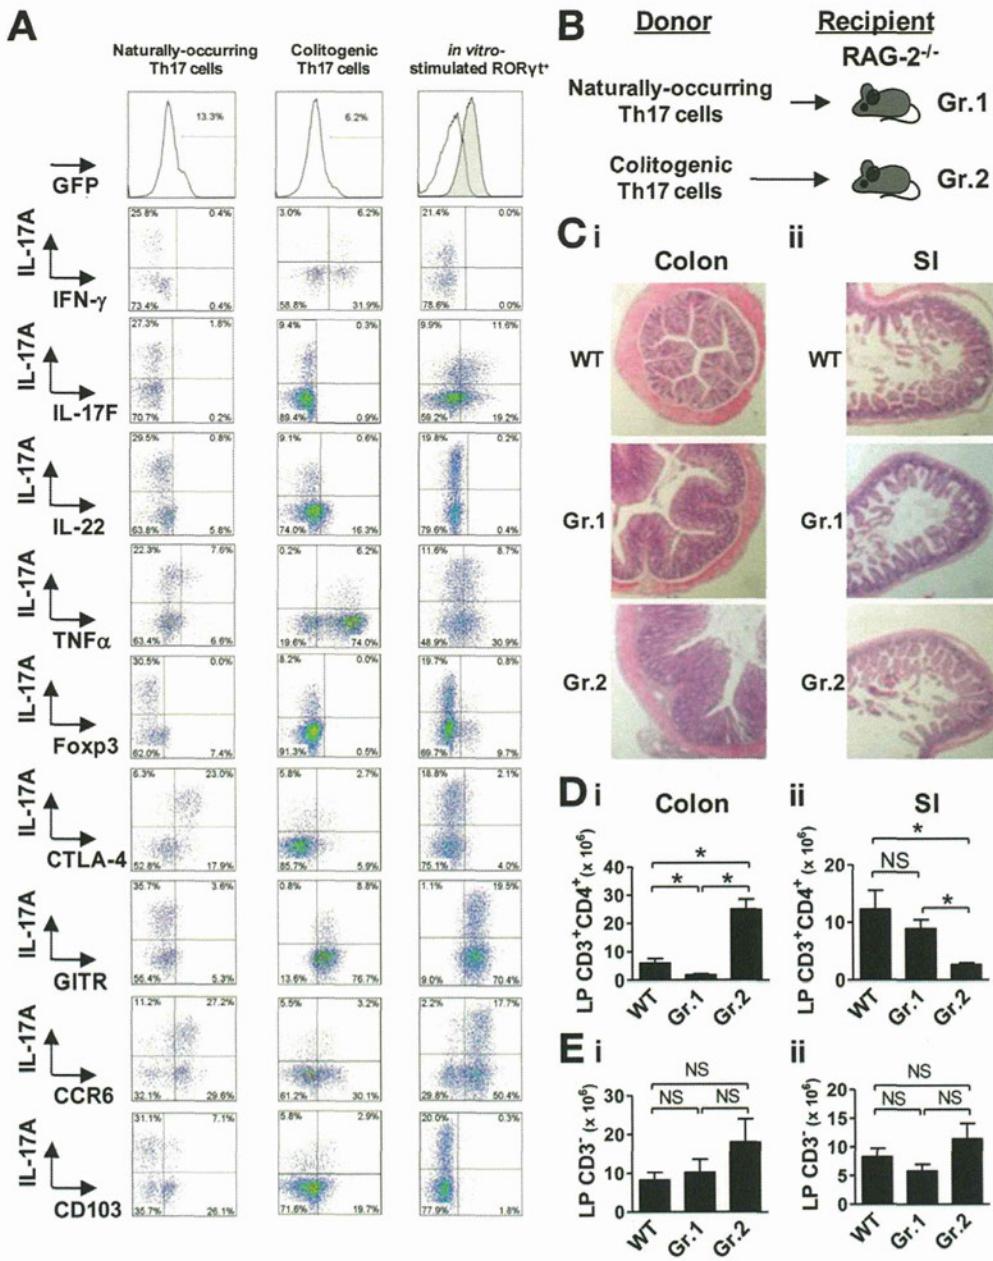 A
Naturally-occurring
Th17 cells
Colitogenic
Th17 cells
in vitro-
stimulated RORγt⁺
13.3%
6.2%
GFP
IL-17A
IFN-γ
25.8% 0.4%
73.4% 0.4%
3.0% 6.2%
58.8% 31.9%
21.4% 0.0%
78.6% 0.0%
IL-17A
IL-17F
27.3% 1.8%
70.7% 0.2%
9.4% 0.3%
89.4% 0.9%
9.9% 11.6%
59.2% 19.2%
IL-17A
IL-22
29.5% 0.8%
63.8% 5.8%
9.1% 0.6%
74.0% 16.3%
19.8% 0.2%
79.6% 0.4%
IL-17A
TNFα
22.3% 7.6%
63.4% 6.6%
0.2% 6.2%
19.6% 74.0%
11.6% 8.7%
48.9% 30.9%
IL-17A
Foxp3
30.5% 0.0%
62.0% 7.4%
8.2% 0.0%
91.3% 0.5%
19.7% 0.8%
69.7% 9.7%
IL-17A
CTLA-4
6.3% 23.0%
52.8% 17.9%
5.8% 2.7%
85.7% 5.9%
18.8% 2.1%
75.1% 4.0%
IL-17A
GITR
35.7% 3.6%
55.4% 5.3%
0.8% 8.8%
13.6% 76.7%
1.1% 19.5%
9.0% 70.4%
IL-17A
CCR6
11.2% 27.2%
32.1% 29.6%
5.5% 3.2%
61.2% 30.1%
2.2% 17.7%
29.8% 50.4%
IL-17A
CD103
31.1% 7.1%
35.7% 26.1%
5.8% 2.9%
71.6% 19.7%
20.0% 0.3%
77.9% 1.8%
B
Donor Recipient
RAG-2⁻/⁻
Naturally-occurring
Th17 cells
Gr.1
Colitogenic
Th17 cells
Gr.2
C i
Colon
ii
SI
WT
WT
Gr.1
Gr.1
Gr.2
Gr.2
D i
Colon
LP CD3⁺CD4⁺ (x 10⁶)
40
30
20
10
0
* * *
WT Gr.1 Gr.2
ii
SI
LP CD3⁺CD4⁺ (x 10⁶)
20
10
0
* NS *
WT Gr.1 Gr.2
E i
LP CD3⁻ (x 10⁶)
30
20
10
0
NS
NS NS
WT Gr.1 Gr.2
ii
LP CD3⁻ (x 10⁶)
20
15
10
5
0
NS
NS NS
WT Gr.1 Gr.2